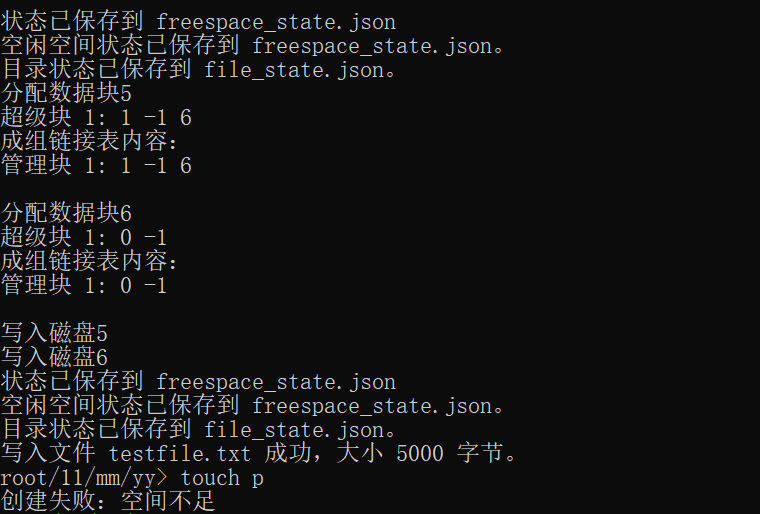 状态已保存到 freespace_state.json
空闲空间状态已保存到 freespace_state.json。
目录状态已保存到 file_state.json。
分配数据块5
超级块 1: 1 -1 6
成组链接表内容：
管理块 1: 1 -1 6
分配数据块6
超级块 1: 0 -1
成组链接表内容：
管理块 1: 0 -1
写入磁盘5
写入磁盘6
状态已保存到 freespace_state.json
空闲空间状态已保存到 freespace_state.json。
目录状态已保存到 file_state.json。
写入文件 testfile.txt 成功，大小 5000 字节。
root/11/mm/yy> touch p
创建失败：空间不足